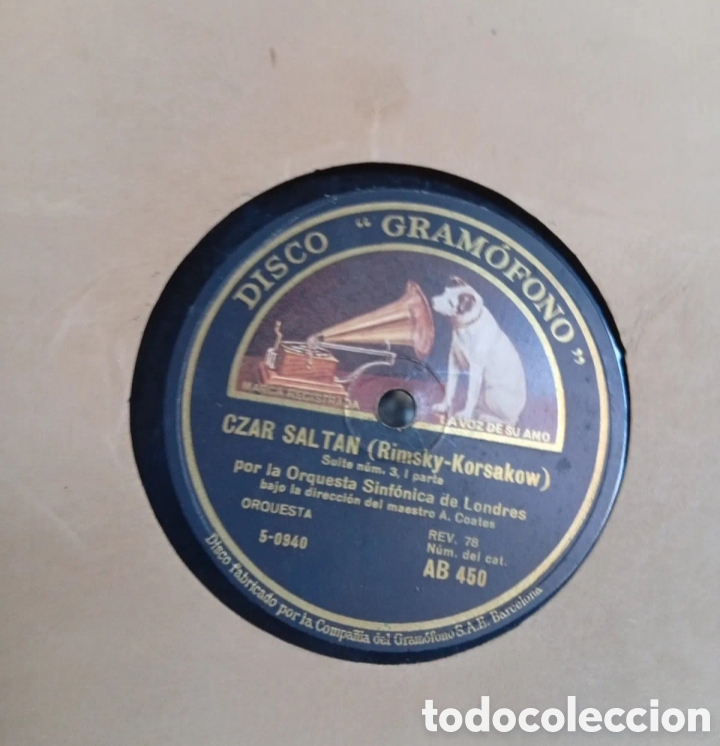 DISCO “GRAMÓFONO”
MARCA REGISTRADA
LA VOZ DE SU AMO
CZAR SALTAN (Rimsky-Korsakow)
Suite núm. 3, I parte
por la Orquesta Sinfónica de Londres
bajo la dirección del maestro A. Coates
ORQUESTA
REV. 78
5-0940
Núm. del cat.
AB 450
Disco fabricado por la Compañía del Gramófono S.A.E. Barcelona
todocoleccion.net